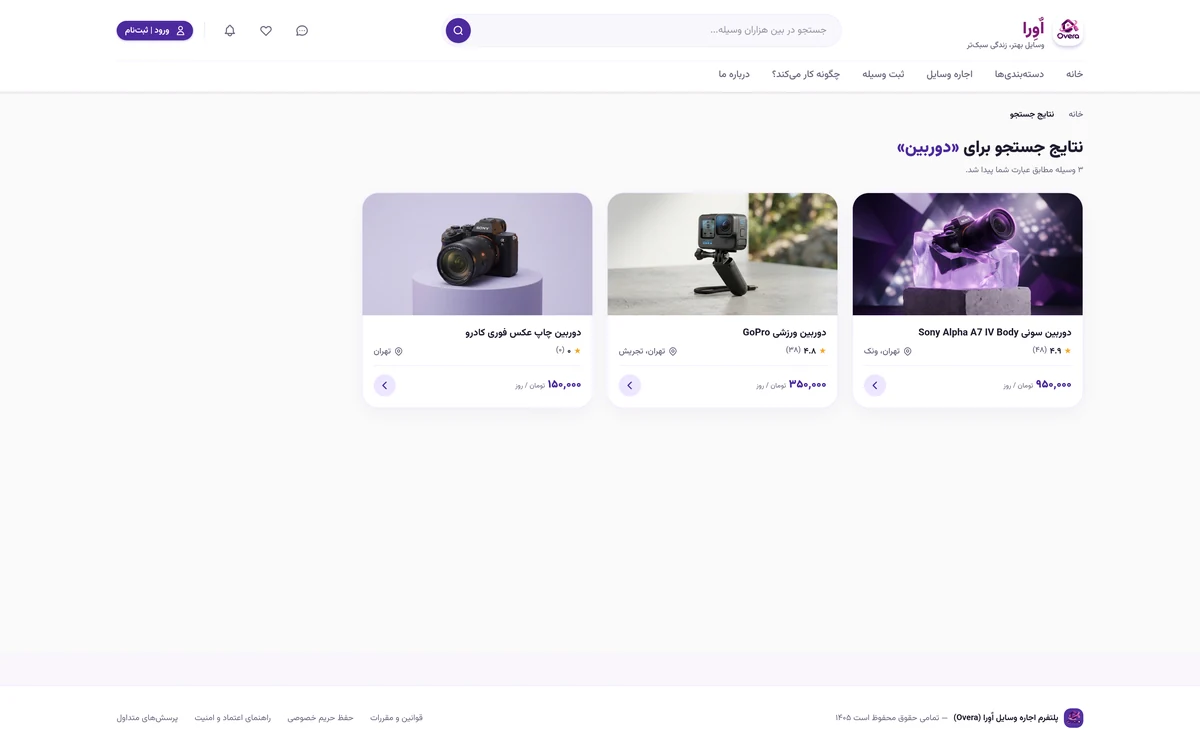 Overa
اُورا
وسایل بهتر، زندگی سبک‌تر
جستجو در بین هزاران وسیله...
ورود | ثبت‌نام
خانه
دسته‌بندی‌ها
اجاره وسایل
ثبت وسیله
چگونه کار می‌کند؟
درباره ما
خانه
نتایج جستجو
نتایج جستجو برای «دوربین»
۳ وسیله مطابق عبارت شما پیدا شد.
دوربین سونی Sony Alpha A7 IV Body
۴.۹ (۴۸)
تهران، ونک
۹۵۰,۰۰۰ تومان / روز
دوربین ورزشی GoPro
۴.۸ (۳۸)
تهران، تجریش
۳۵۰,۰۰۰ تومان / روز
SONY
دوربین چاپ عکس فوری کادرو
۰ (۰)
تهران
۱۵۰,۰۰۰ تومان / روز
پلتفرم اجاره وسایل اُورا (Overa) — تمامی حقوق محفوظ است ۱۴۰۵
قوانین و مقررات
حفظ حریم خصوصی
راهنمای اعتماد و امنیت
پرسش‌های متداول